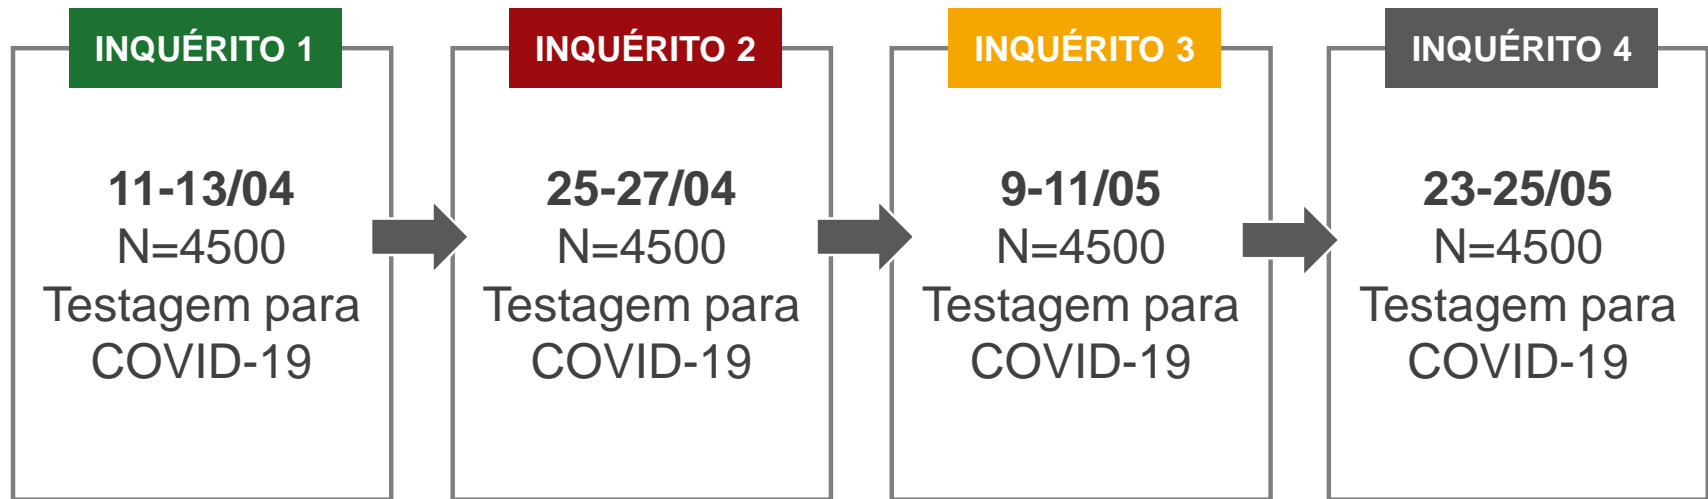 INQUÉRITO 1
11-13/04
N=4500
Testagem para
COVID-19
INQUÉRITO 2
25-27/04
N=4500
Testagem para
COVID-19
INQUÉRITO 3
9-11/05
N=4500
Testagem para
COVID-19
INQUÉRITO 4
23-25/05
N=4500
Testagem para
COVID-19